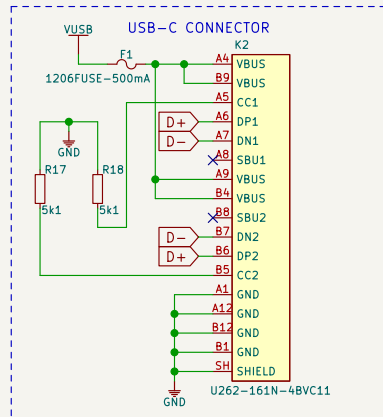 USB-C CONNECTOR
VUSB
K2
F1
1206FUSE-500mA
A4 VBUS
B9 VBUS
A5 CC1
D+ A6 DP1
D- A7 DN1
GND
A8 SBU1
R17 R18
A9 VBUS
B4 VBUS
5k1 5k1
B8 SBU2
D- B7 DN2
D+ B6 DP2
B5 CC2
A1 GND
A12 GND
B12 GND
B1 GND
SH SHIELD
U262-161N-4BVC11
GND